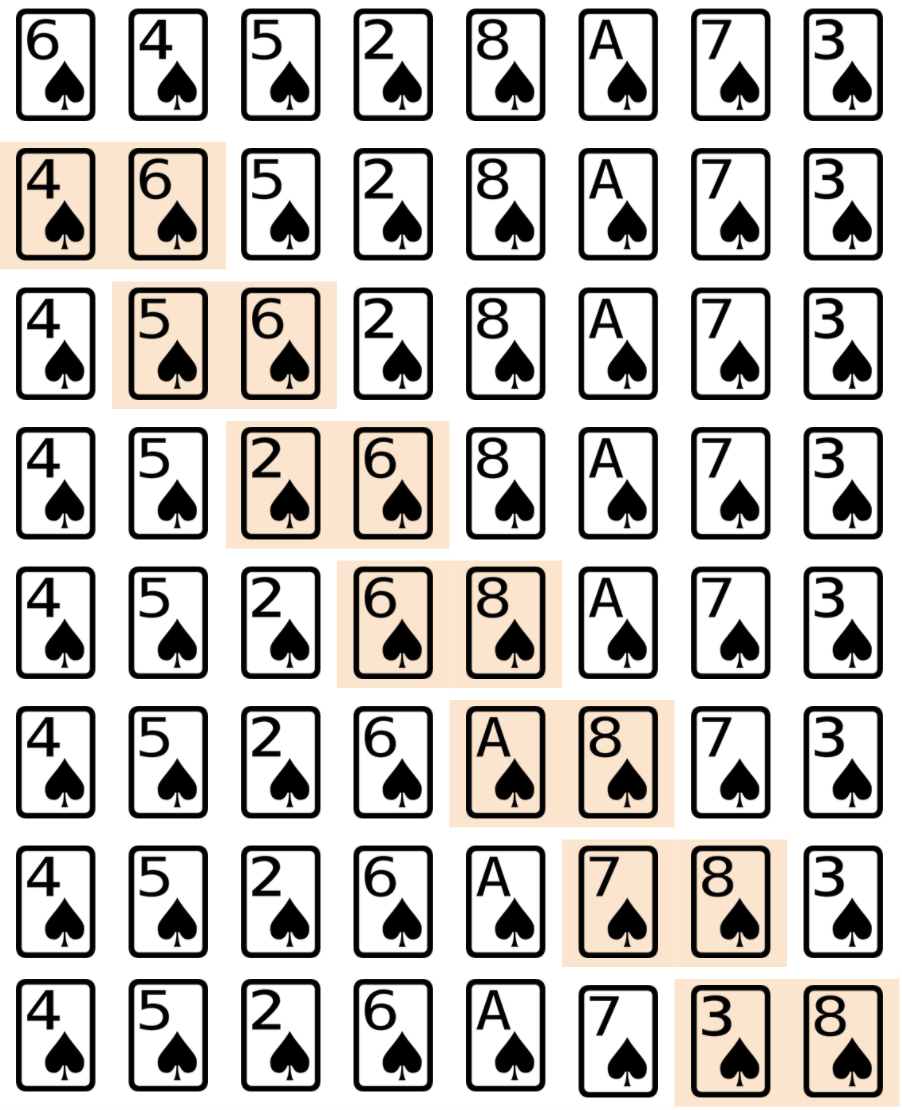 6 4 5 2 8 A 7 3
4 6 5 2 8 A 7 3
4 5 6 2 8 A 7 3
4 5 2 6 8 A 7 3
4 5 2 6 8 A 7 3
4 5 2 6 A 8 7 3
4 5 2 6 A 7 8 3
4 5 2 6 A 7 3 8